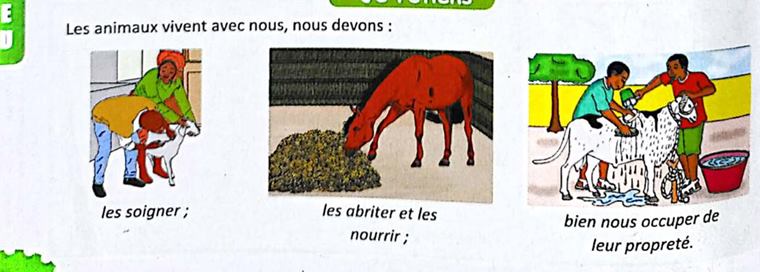 Les animaux vivent avec nous, nous devons :
les soigner ;
les abriter et les
nourrir ;
bien nous occuper de
leur propreté.